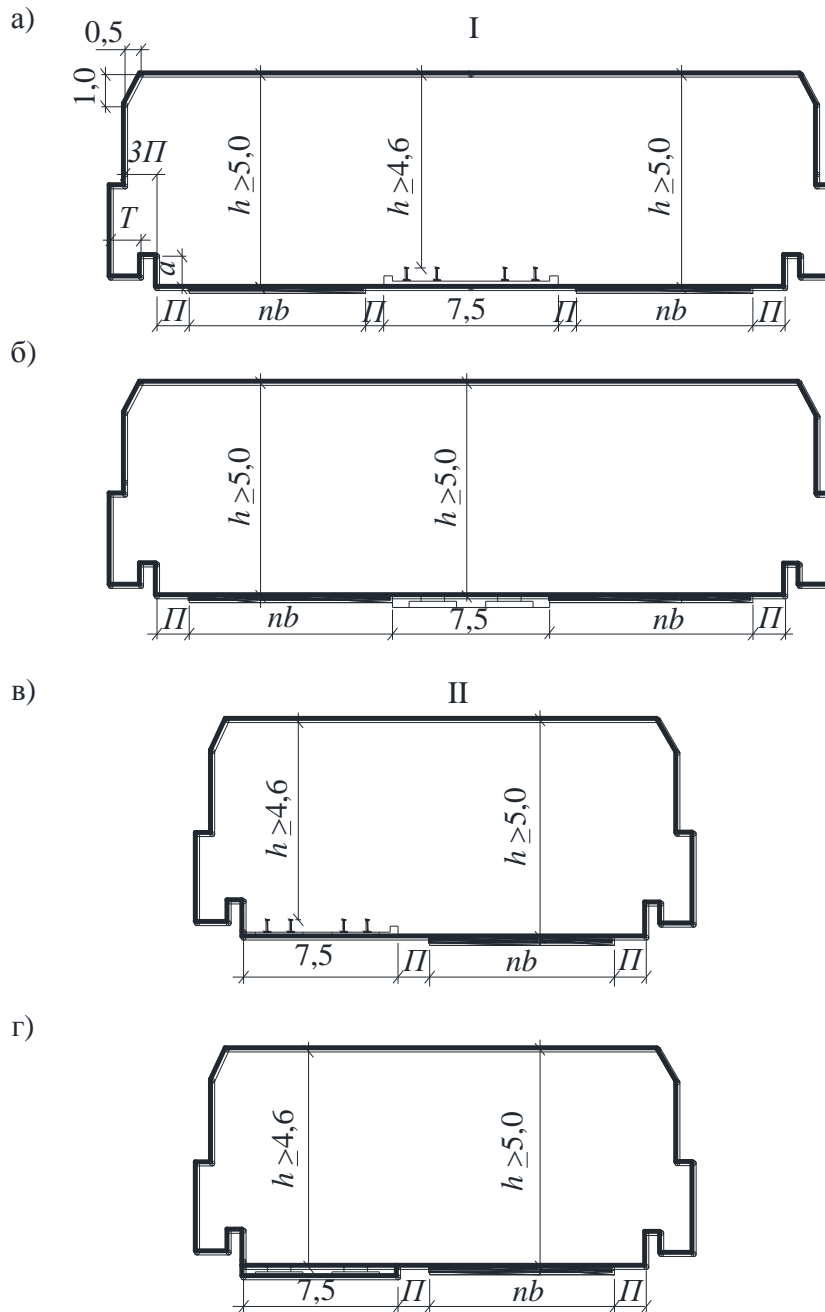 а)
0,5
I
1,0
3П
T
a
h ≥5,0
h ≥4,6
h ≥5,0
П
nb
П
7,5
П
nb
П
б)
h ≥5,0
h ≥5,0
П
nb
7,5
nb
П
в)
II
h ≥4,6
h ≥5,0
7,5
П
nb
П
г)
h ≥4,6
h ≥5,0
7,5
П
nb
П